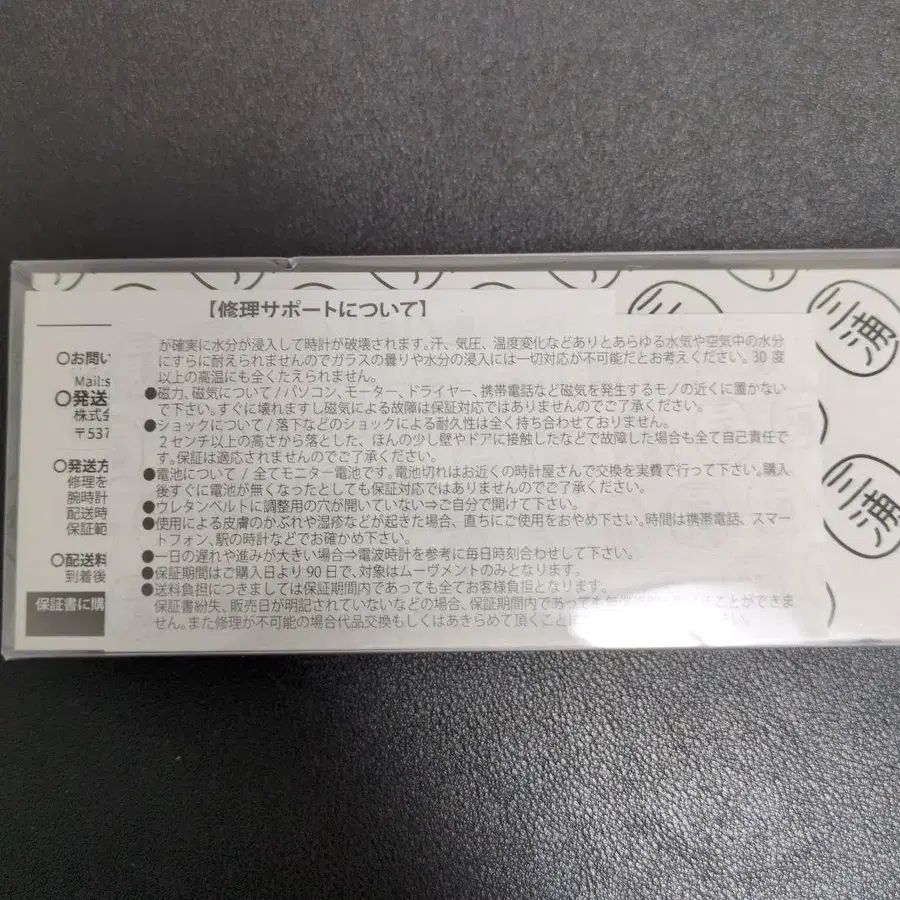 【修理サポートについて】
が確実に水分が浸入して時計が破壊されます。汗、気圧、温度変化などありとあらゆる水気や空気中の水分
にすらに耐えられませんのでガラスの曇りや水分の浸入には一切対応が不可能だとお考えください。30 度
以上の高温にも全くたえられません。
●磁力、磁気について / パソコン、モーター、ドライヤー、携帯電話など磁気を発生するモノの近くに置かない
で下さい。すぐに壊れますし磁気による故障は保証対応ではありませんのでご了承ください。
●ショックについて / 落下などのショックによる耐久性は全く持ち合わせておりません。
2 センチ以上の高さから落とした、ほんの少し壁やドアに接触したなどで故障した場合も全て自己責任で
す。保証は適応されませんのでご了承ください。
●電池について / 全てモニター電池です。電池切れはお近くの時計屋さんで交換を実費で行って下さい。購入
後すぐに電池が無くなったとしても保証対応ではありませんのでご了承ください。
●ウレタンベルトに調整用の穴が開いていない⇒ご自分で開けて下さい。
●使用による皮膚のかぶれや湿疹などが起きた場合、直ちにご使用をおやめ下さい。時間は携帯電話、スマー
トフォン、駅の時計などでお確かめ下さい。
●一日の遅れや進みが大きい場合⇒電波時計を参考に毎日時刻合わせして下さい。
●保証期間はご購入日より 90 日で、対象はムーヴメントのみとなります。
●送料負担につきましては保証期間内であっても全てお客様負担となります。
保証書紛失、販売日が明記されていないなどの場合、保証期間内であっても ことができま
せん。また修理が不可能の場合代品交換もしくはあきらめて頂くこと い。
〇お問い
Mail:s
〇発送
株式会
〒537
〇発送方
修理を
腕時計
配送時
保証範
〇配送料
到着後
保証書に購
三浦
三浦